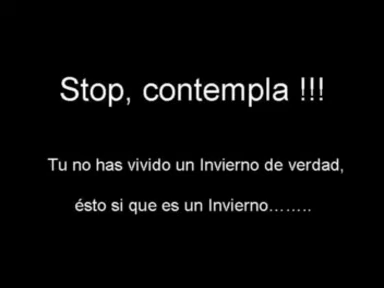 Stop, contempla !!!
Tu no has vivido un Invierno de verdad,
ésto si que es un Invierno……..